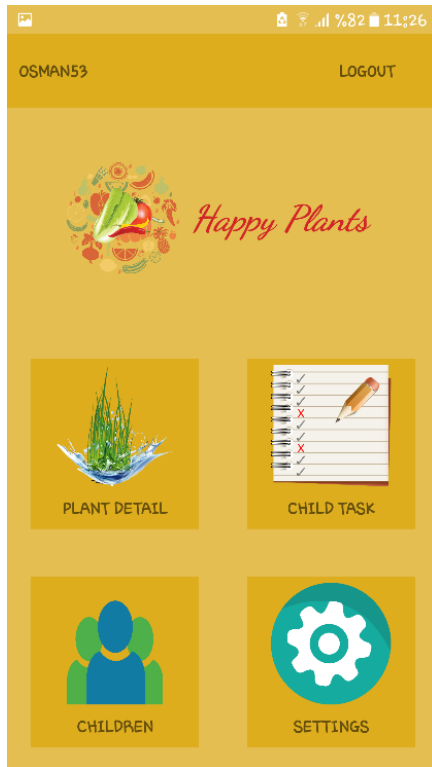 %82 11:26
OSMAN53 LOGOUT
Happy Plants
PLANT DETAIL CHILD TASK
CHILDREN SETTINGS